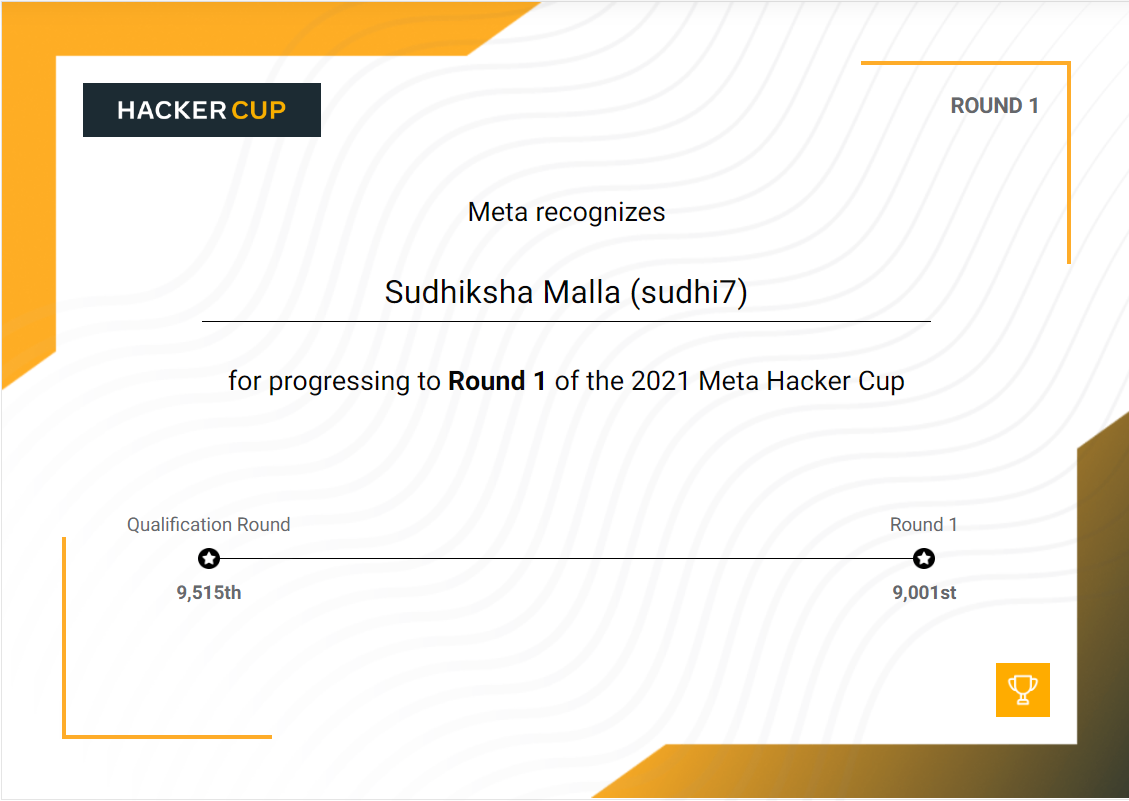 HACKER CUP
ROUND 1
Meta recognizes
Sudhiksha Malla (sudhi7)
for progressing to Round 1 of the 2021 Meta Hacker Cup
Qualification Round
Round 1
9,515th
9,001st